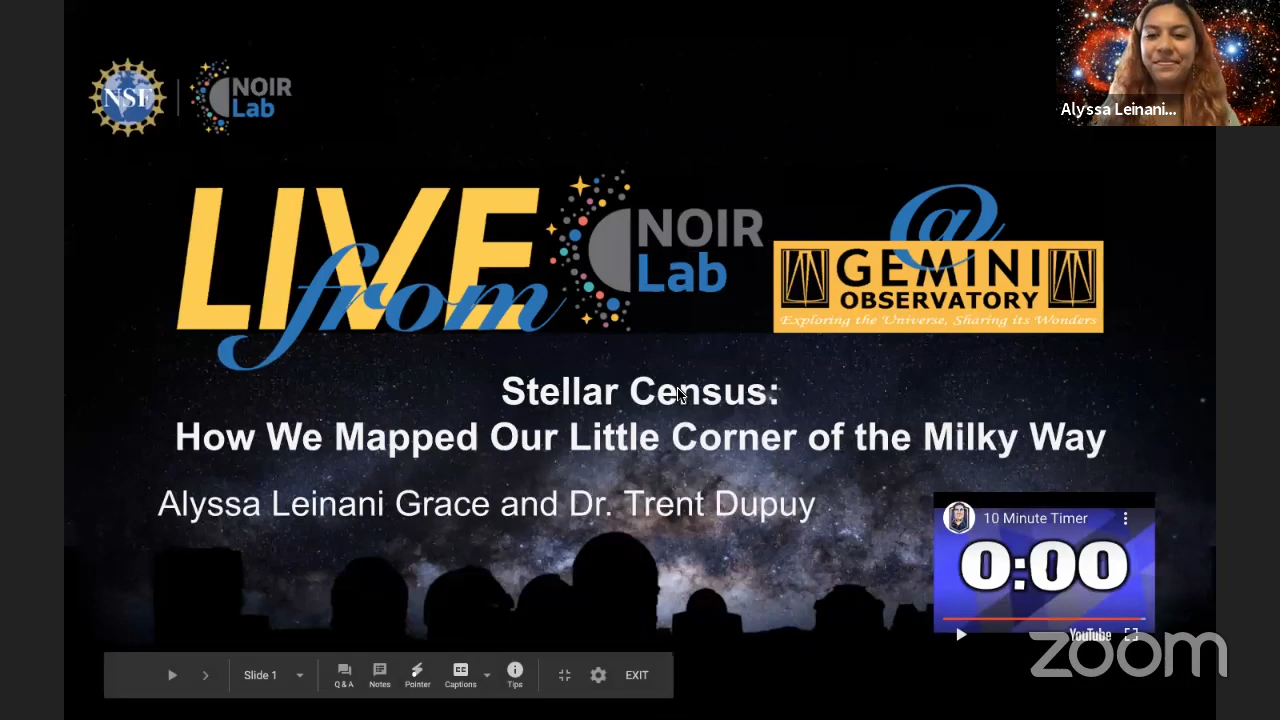 Alyssa Leinani...
NSF
NOIR
Lab
LIVE
from
NOIR
Lab
@
GEMINI
OBSERVATORY
Exploring the Universe, Sharing its Wonders
Stellar Census:
How We Mapped Our Little Corner of the Milky Way
Alyssa Leinani Grace and Dr. Trent Dupuy
10 Minute Timer
0:00
YouTube
zoom
Slide 1
Q & A
Notes
Pointer
CC
Captions
Tips
EXIT